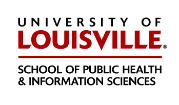 UNIVERSITY OF
LOUISVILLE®
SCHOOL OF PUBLIC HEALTH
& INFORMATION SCIENCES